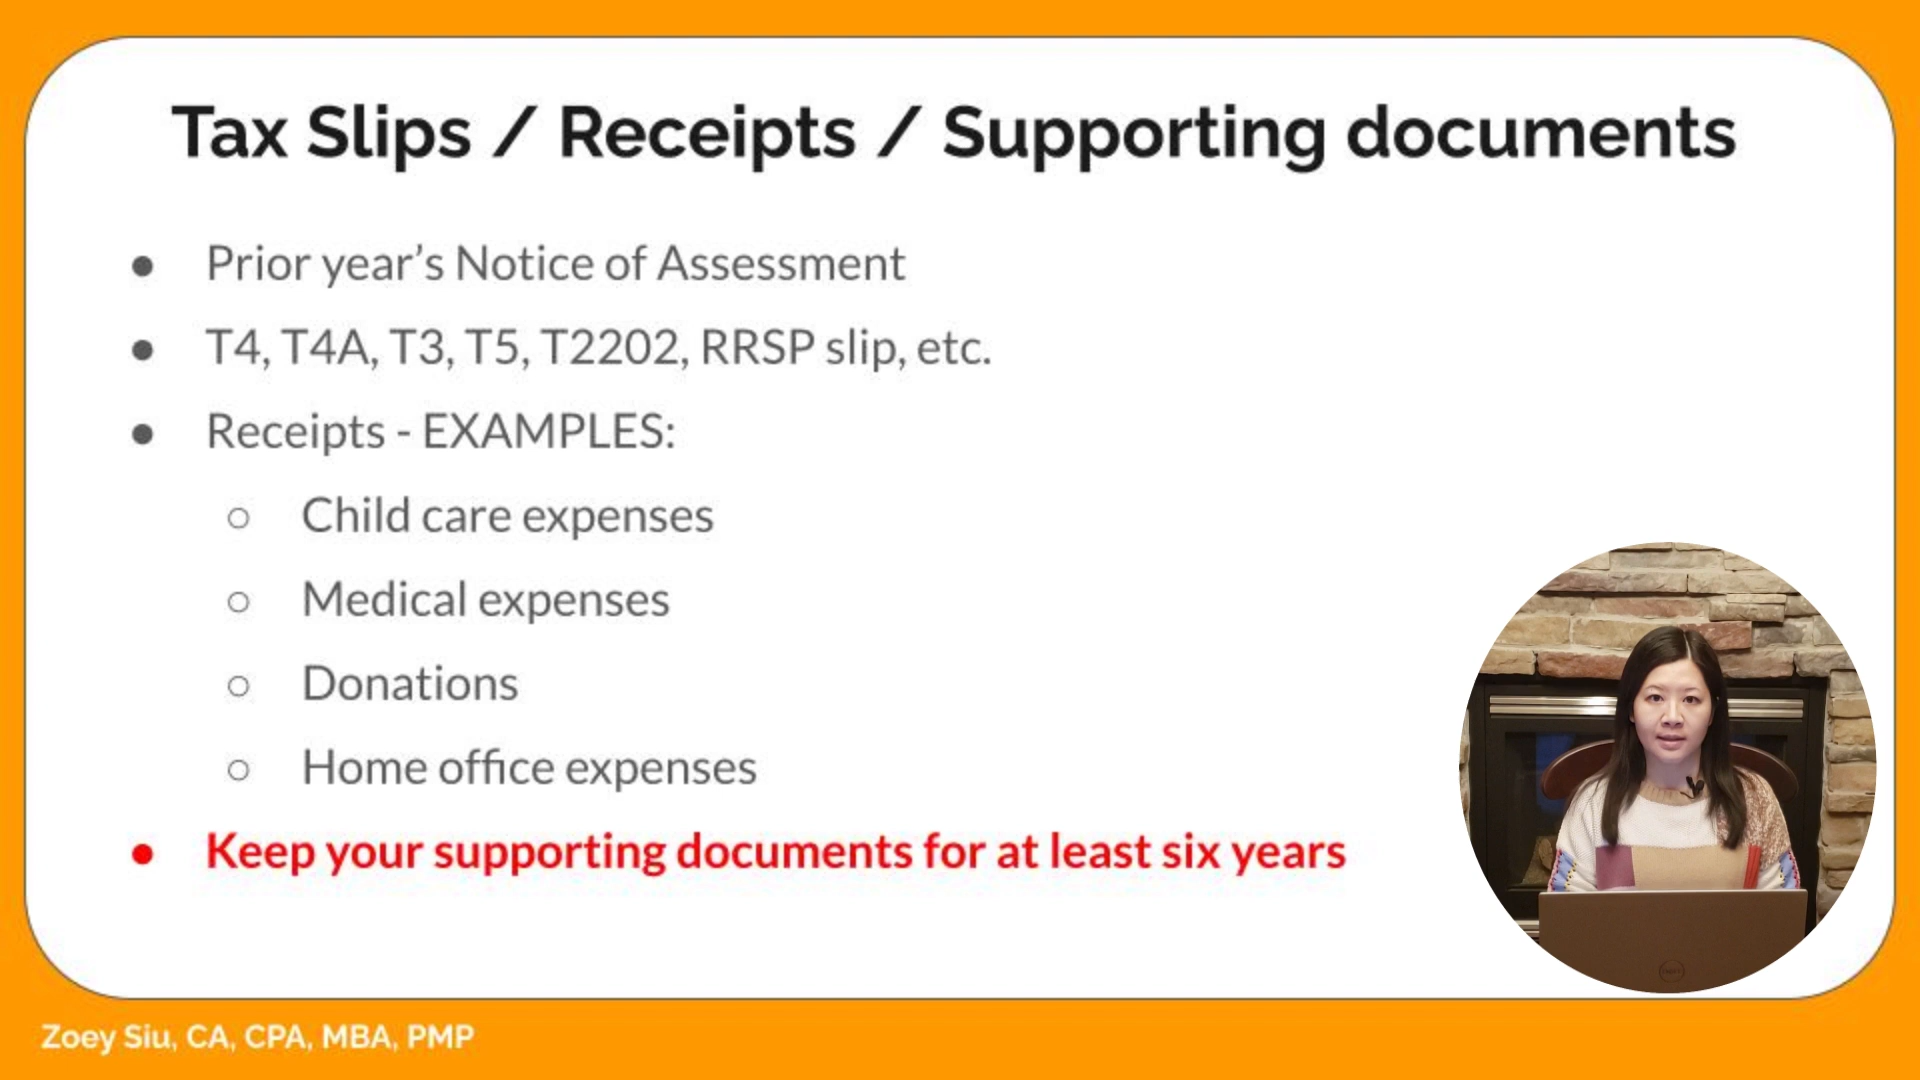 Tax Slips / Receipts / Supporting documents
● Prior year’s Notice of Assessment
● T4, T4A, T3, T5, T2202, RRSP slip, etc.
● Receipts - EXAMPLES:
○ Child care expenses
○ Medical expenses
○ Donations
○ Home office expenses
● Keep your supporting documents for at least six years
Zoey Siu, CA, CPA, MBA, PMP